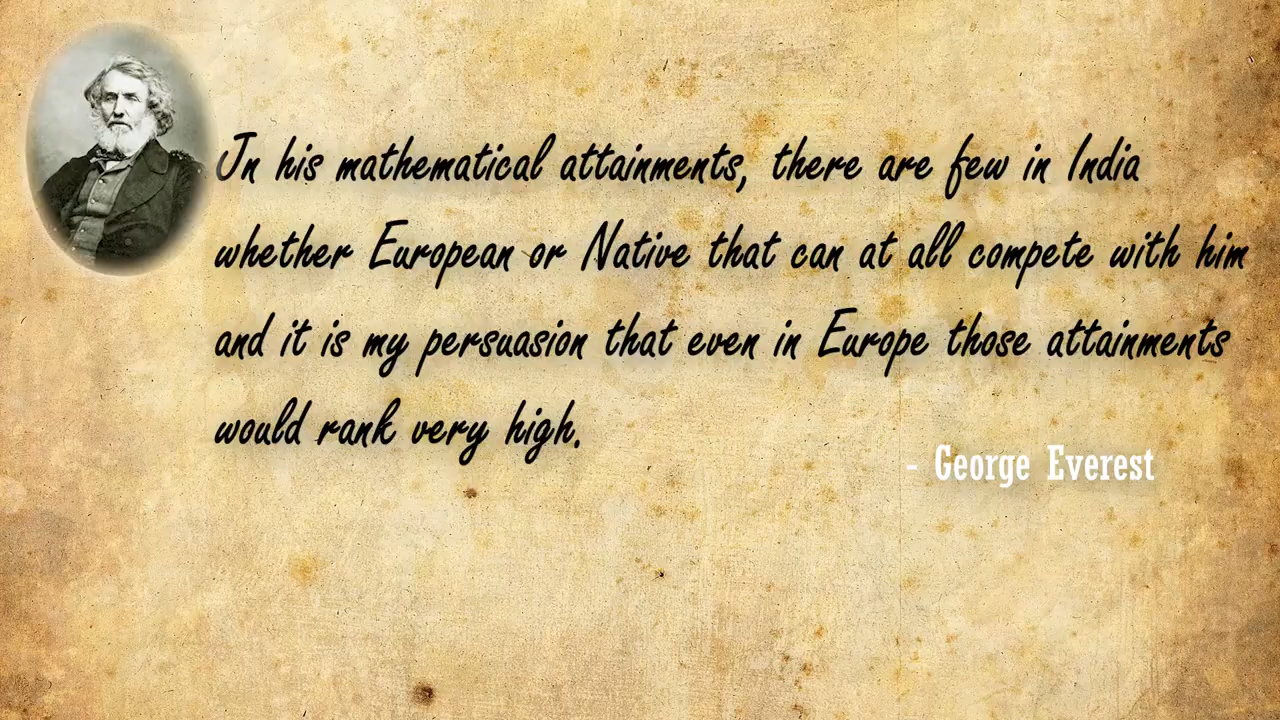 In his mathematical attainments, there are few in India
whether European or Native that can at all compete with him
and it is my persuasion that even in Europe those attainments
would rank very high.
- George Everest